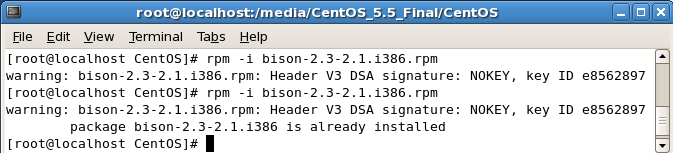 root@localhost:/media/CentOS_5.5_Final/CentOS
File Edit View Terminal Tabs Help
[root@localhost CentOS]# rpm -i bison-2.3-2.1.i386.rpm
warning: bison-2.3-2.1.i386.rpm: Header V3 DSA signature: NOKEY, key ID e8562897
[root@localhost CentOS]# rpm -i bison-2.3-2.1.i386.rpm
warning: bison-2.3-2.1.i386.rpm: Header V3 DSA signature: NOKEY, key ID e8562897
        package bison-2.3-2.1.i386 is already installed
[root@localhost CentOS]#